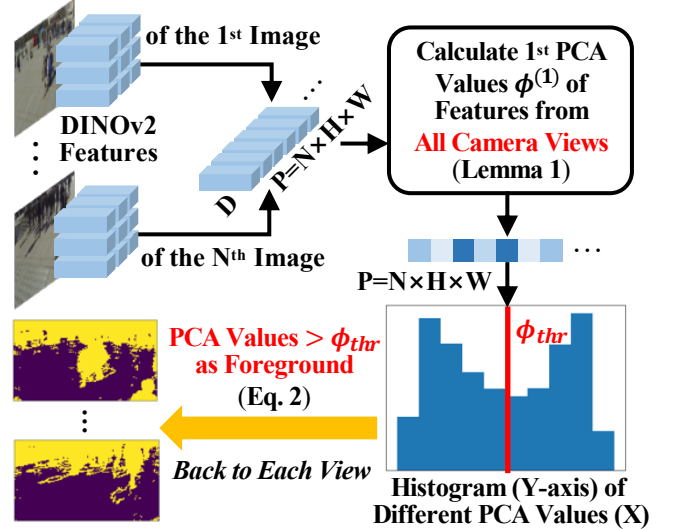 of the 1st Image
DINOv2
Features
...
D
P=N×H×W
of the Nth Image
Calculate 1st PCA
Values ϕ(1) of
Features from
All Camera Views
(Lemma 1)
...
P=N×H×W
ϕthr
Histogram (Y-axis) of
Different PCA Values (X)
PCA Values > ϕthr
as Foreground
(Eq. 2)
Back to Each View